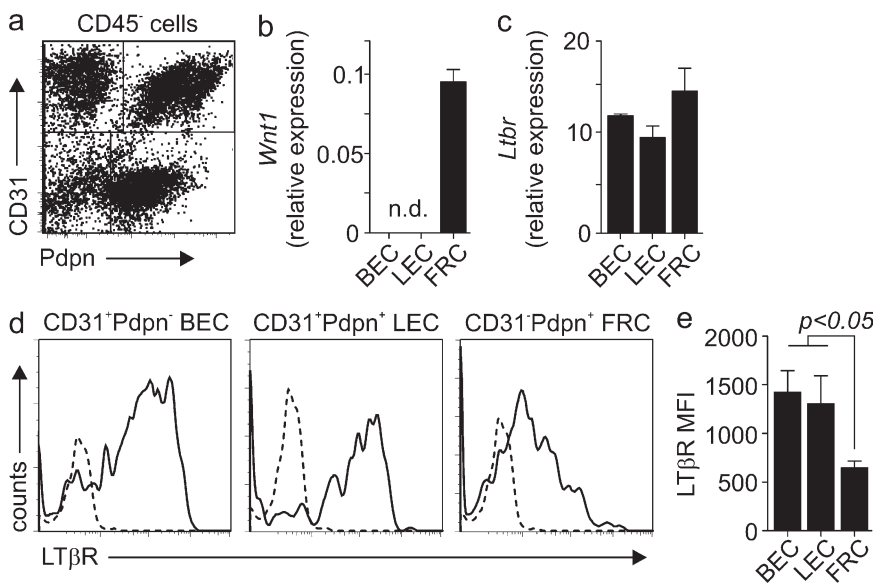 a
CD45⁻ cells
CD31
Pdpn
b
Wnt1
(relative expression)
0.1
0.05
0
n.d.
BEC
LEC
FRC
c
Ltbr
(relative expression)
20
10
0
BEC
LEC
FRC
d
CD31⁺Pdpn⁻ BEC
CD31⁺Pdpn⁺ LEC
CD31⁻Pdpn⁺ FRC
counts
LTβR
e
p<0.05
LTβR MFI
2000
1500
1000
500
0
BEC
LEC
FRC